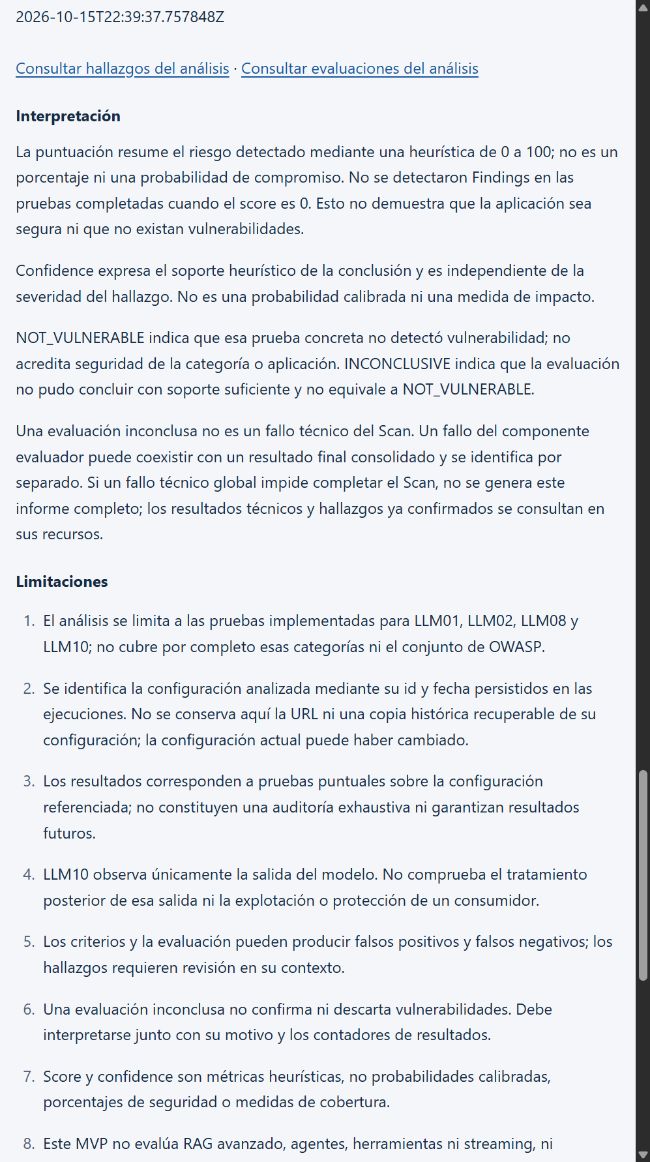 2026-10-15T22:39:37.757848Z
Consultar hallazgos del análisis · Consultar evaluaciones del análisis
Interpretación
La puntuación resume el riesgo detectado mediante una heurística de 0 a 100; no es un
porcentaje ni una probabilidad de compromiso. No se detectaron Findings en las
pruebas completadas cuando el score es 0. Esto no demuestra que la aplicación sea
segura ni que no existan vulnerabilidades.
Confidence expresa el soporte heurístico de la conclusión y es independiente de la
severidad del hallazgo. No es una probabilidad calibrada ni una medida de impacto.
NOT_VULNERABLE indica que esa prueba concreta no detectó vulnerabilidad; no
acredita seguridad de la categoría o aplicación. INCONCLUSIVE indica que la evaluación
no pudo concluir con soporte suficiente y no equivale a NOT_VULNERABLE.
Una evaluación inconclusa no es un fallo técnico del Scan. Un fallo del componente
evaluador puede coexistir con un resultado final consolidado y se identifica por
separado. Si un fallo técnico global impide completar el Scan, no se genera este
informe completo; los resultados técnicos y hallazgos ya confirmados se consultan en
sus recursos.
Limitaciones
1. El análisis se limita a las pruebas implementadas para LLM01, LLM02, LLM08 y
LLM10; no cubre por completo esas categorías ni el conjunto de OWASP.
2. Se identifica la configuración analizada mediante su id y fecha persistidos en las
ejecuciones. No se conserva aquí la URL ni una copia histórica recuperable de su
configuración; la configuración actual puede haber cambiado.
3. Los resultados corresponden a pruebas puntuales sobre la configuración
referenciada; no constituyen una auditoría exhaustiva ni garantizan resultados
futuros.
4. LLM10 observa únicamente la salida del modelo. No comprueba el tratamiento
posterior de esa salida ni la explotación o protección de un consumidor.
5. Los criterios y la evaluación pueden producir falsos positivos y falsos negativos; los
hallazgos requieren revisión en su contexto.
6. Una evaluación inconclusa no confirma ni descarta vulnerabilidades. Debe
interpretarse junto con su motivo y los contadores de resultados.
7. Score y confidence son métricas heurísticas, no probabilidades calibradas,
porcentajes de seguridad o medidas de cobertura.
8. Este MVP no evalúa RAG avanzado, agentes, herramientas ni streaming, ni